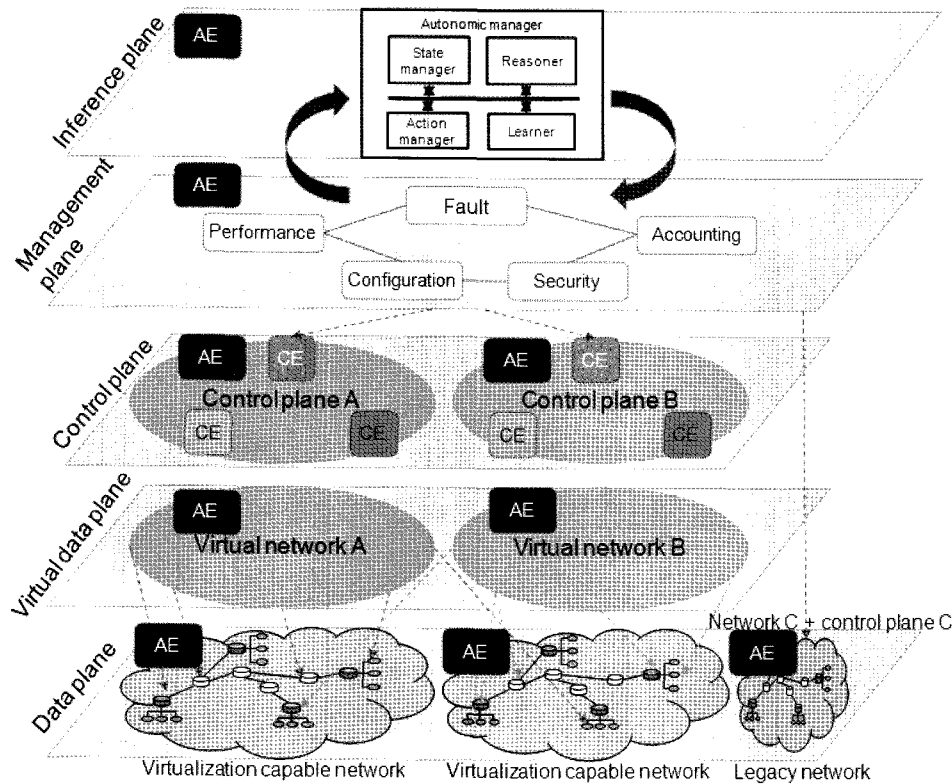 Inference plane
AE
Autonomic manager
State
manager
Reasoner
Action
manager
Learner
Management
plane
AE
Fault
Performance
Accounting
Configuration
Security
Control plane
AE
CE
Control plane A
CE
CE
AE
CE
Control plane B
CE
CE
Virtual data plane
AE
Virtual network A
AE
Virtual network B
Data plane
AE
AE
Network C + control plane C
AE
Virtualization capable network
Virtualization capable network
Legacy network